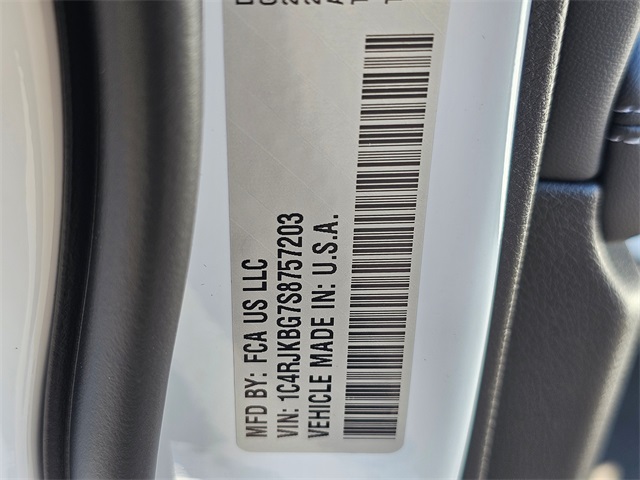 MFD BY: FCA US LLC
VIN: 1C4RJKBG7S8757203
VEHICLE MADE IN: U.S.A.